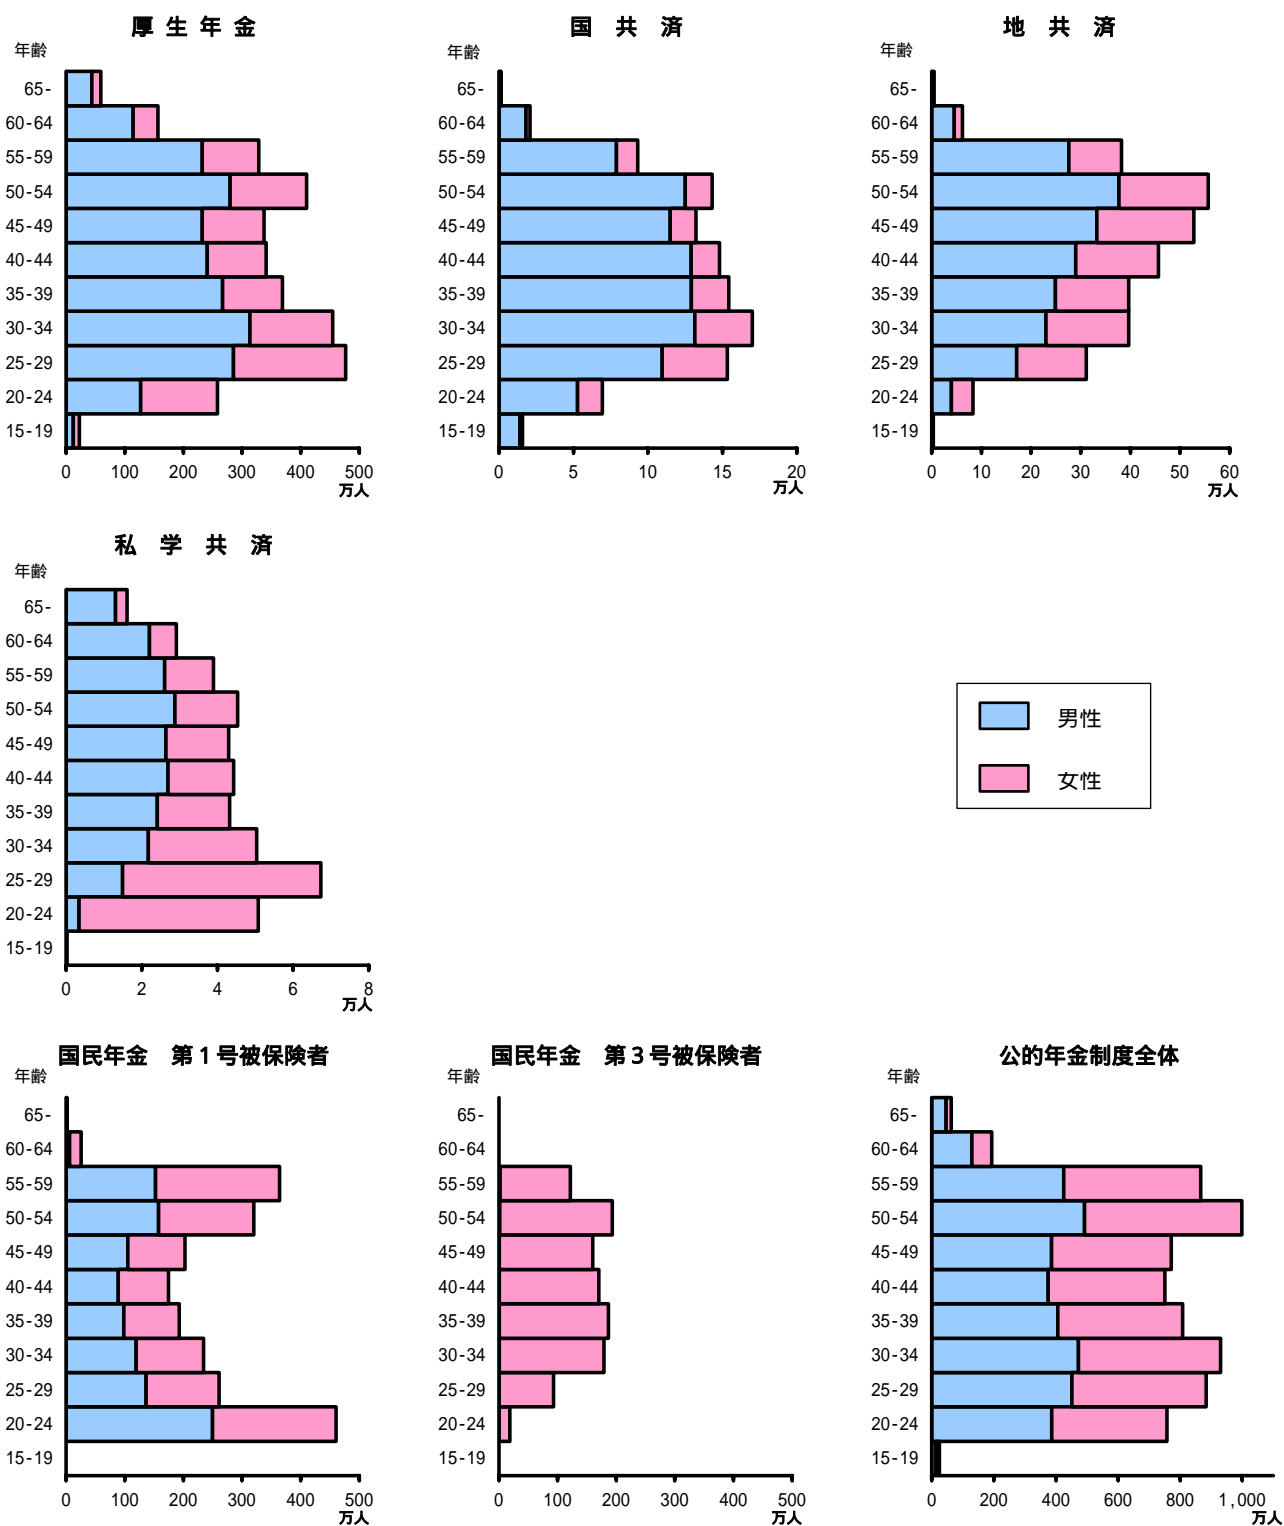 厚 生 年 金
年齢
65-
60-64
55-59
50-54
45-49
40-44
35-39
30-34
25-29
20-24
15-19
0 100 200 300 400 500
万人
国 共 済
年齢
65-
60-64
55-59
50-54
45-49
40-44
35-39
30-34
25-29
20-24
15-19
0 5 10 15 20
万人
地 共 済
年齢
65-
60-64
55-59
50-54
45-49
40-44
35-39
30-34
25-29
20-24
15-19
0 10 20 30 40 50 60
万人
私 学 共 済
年齢
65-
60-64
55-59
50-54
45-49
40-44
35-39
30-34
25-29
20-24
15-19
0 2 4 6 8
万人
男性
女性
国民年金 第1号被保険者
年齢
65-
60-64
55-59
50-54
45-49
40-44
35-39
30-34
25-29
20-24
15-19
0 100 200 300 400 500
万人
国民年金 第3号被保険者
年齢
65-
60-64
55-59
50-54
45-49
40-44
35-39
30-34
25-29
20-24
15-19
0 100 200 300 400 500
万人
公的年金制度全体
年齢
65-
60-64
55-59
50-54
45-49
40-44
35-39
30-34
25-29
20-24
15-19
0 200 400 600 800 1,000
万人